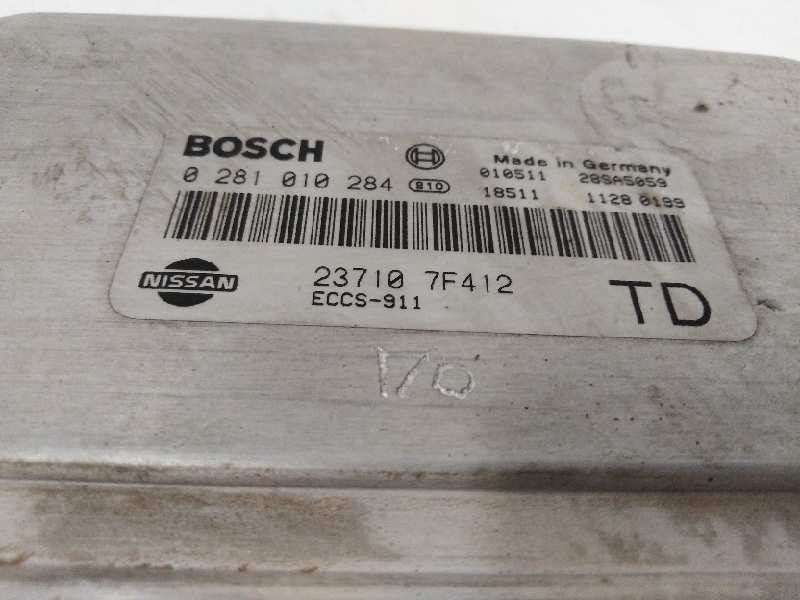 BOSCH
Made in Germany
0 281 010 284 010511 28SA5059
18511 1128 0199
NISSAN 23710 7F412
ECCS-911 TD